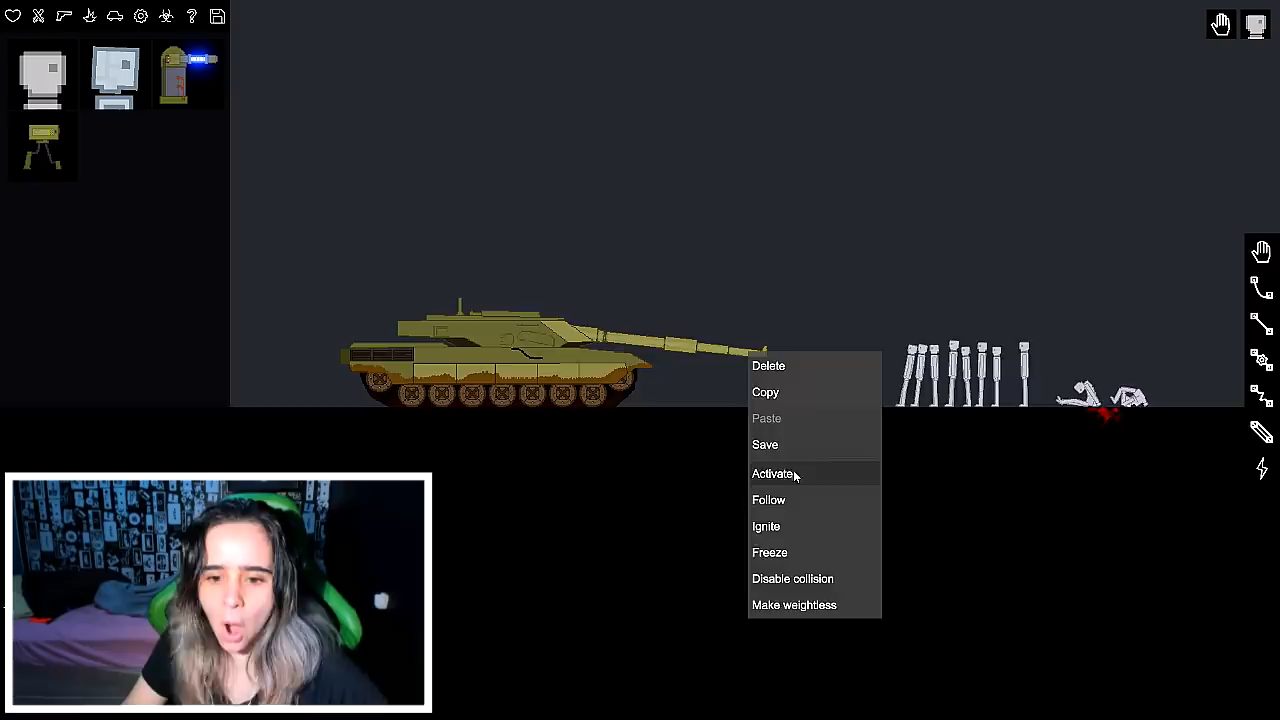 Delete
Copy
Paste
Save
Activate
Follow
Ignite
Freeze
Disable collision
Make weightless